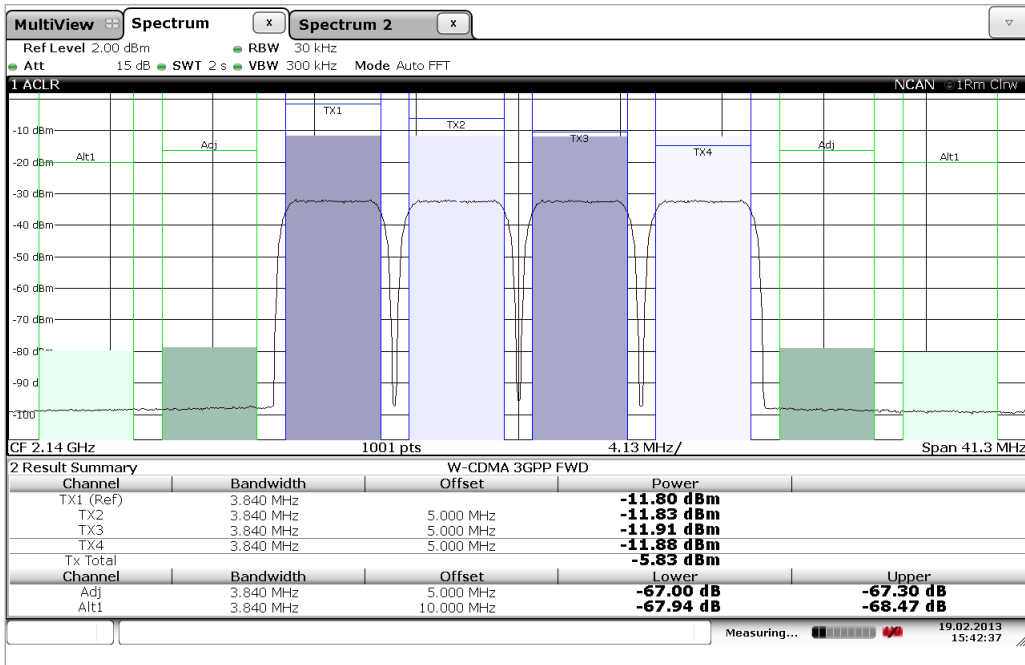 MultiView Spectrum x Spectrum 2 x
Ref Level 2.00 dBm RBW 30 kHz
Att 15 dB SWT 2 s VBW 300 kHz Mode Auto FFT
1 ACLR NCAN 1Rm Clrw
TX1
TX2
-10 dBm
TX3
Adj Adj
TX4
Alt1 Alt1
-20 dBm
-30 dBm
-40 dBm
-50 dBm
-60 dBm
-70 dBm
-80 d
-90 d
-100
CF 2.14 GHz 1001 pts 4.13 MHz/ Span 41.3 MHz
2 Result Summary W-CDMA 3GPP FWD
Channel Bandwidth Offset Power
TX1 (Ref) 3.840 MHz -11.80 dBm
TX2 3.840 MHz 5.000 MHz -11.83 dBm
TX3 3.840 MHz 5.000 MHz -11.91 dBm
TX4 3.840 MHz 5.000 MHz -11.88 dBm
Tx Total -5.83 dBm
Channel Bandwidth Offset Lower Upper
Adj 3.840 MHz 5.000 MHz -67.00 dB -67.30 dB
Alt1 3.840 MHz 10.000 MHz -67.94 dB -68.47 dB
Measuring... 19.02.2013
15:42:37